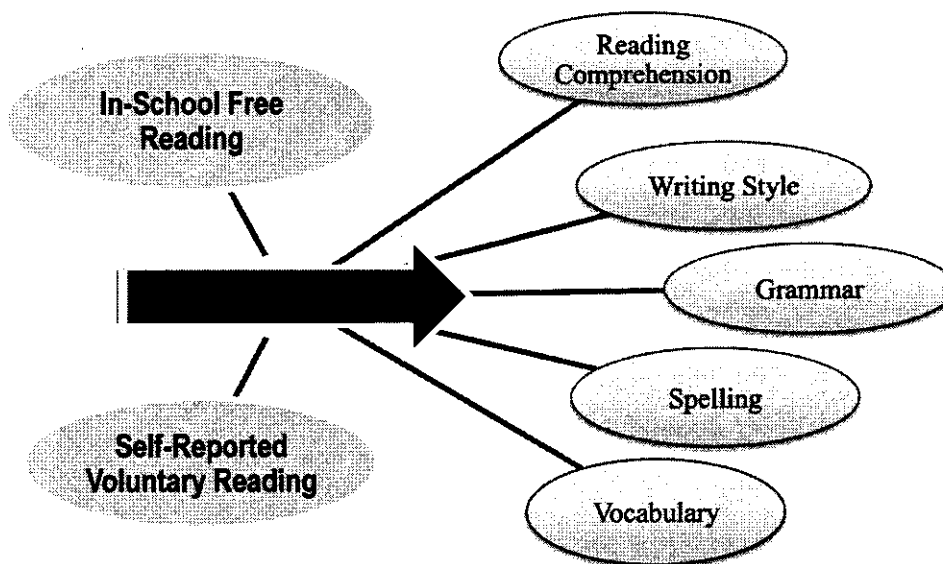 In-School Free
Reading
Self-Reported
Voluntary Reading
Reading
Comprehension
Writing Style
Grammar
Spelling
Vocabulary